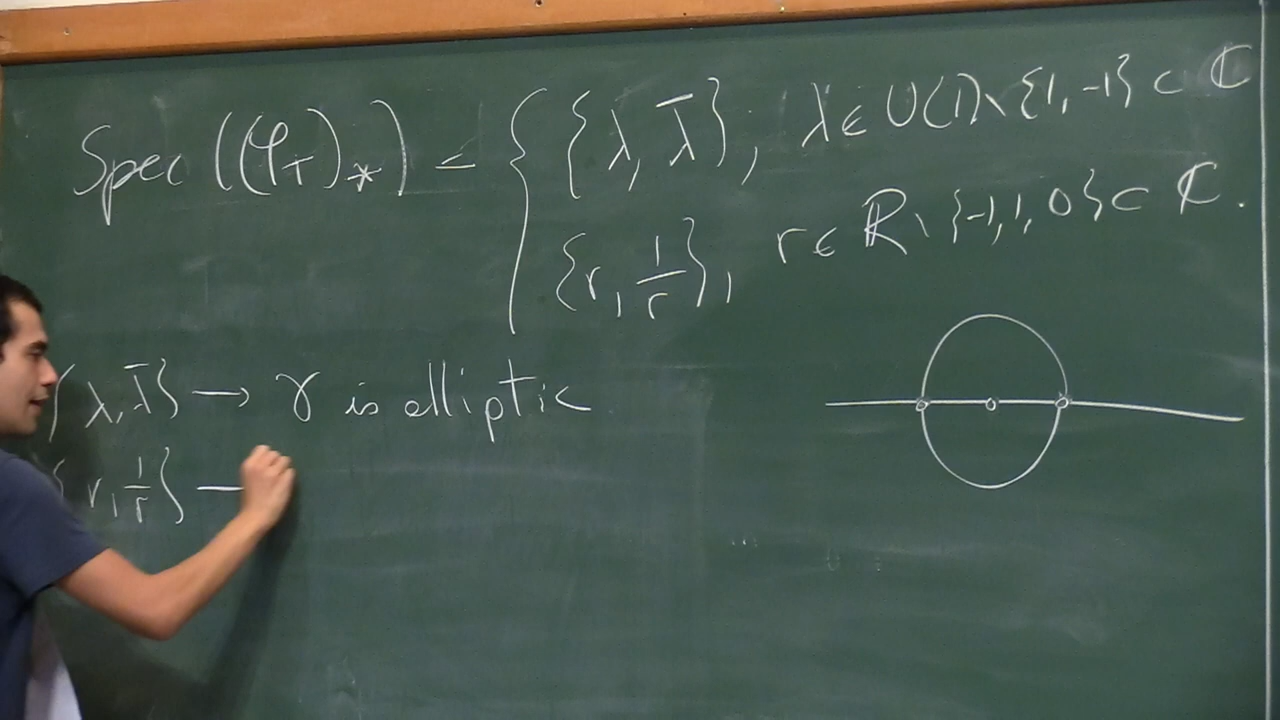 Spec((φ_T)_*) = { {λ, λ̄}, λ ∈ U(1)\{1,-1} ⊂ ℂ
{r, 1/r}, r ∈ ℝ\{-1,1,0} ⊂ ℂ.
{λ, λ̄} → γ is elliptic
{r, 1/r} —